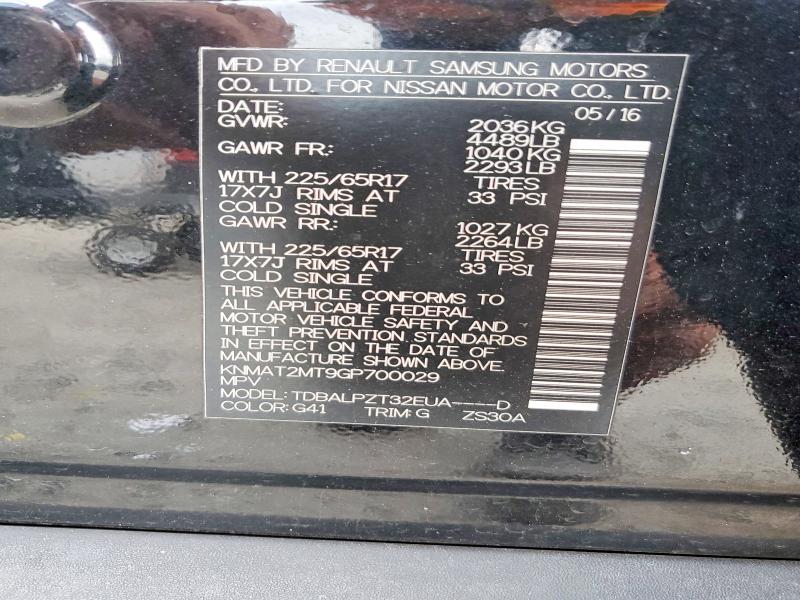 MFD BY RENAULT SAMSUNG MOTORS
CO., LTD. FOR NISSAN MOTOR CO., LTD.
DATE: 05/16
GVWR: 2036KG
4489LB
GAWR FR: 1040KG
2293LB
WITH 225/65R17 TIRES
17X7J RIMS AT 33 PSI
COLD SINGLE
GAWR RR: 1027KG
2264LB
WITH 225/65R17 TIRES
17X7J RIMS AT 33 PSI
COLD SINGLE
THIS VEHICLE CONFORMS TO
ALL APPLICABLE FEDERAL
MOTOR VEHICLE SAFETY AND
THEFT PREVENTION STANDARDS
IN EFFECT ON THE DATE OF
MANUFACTURE SHOWN ABOVE.
KNMAT2MT9GP700029
MPV
MODEL: TDBALPZT32EUA----D
COLOR: G41 TRIM: G ZS30A